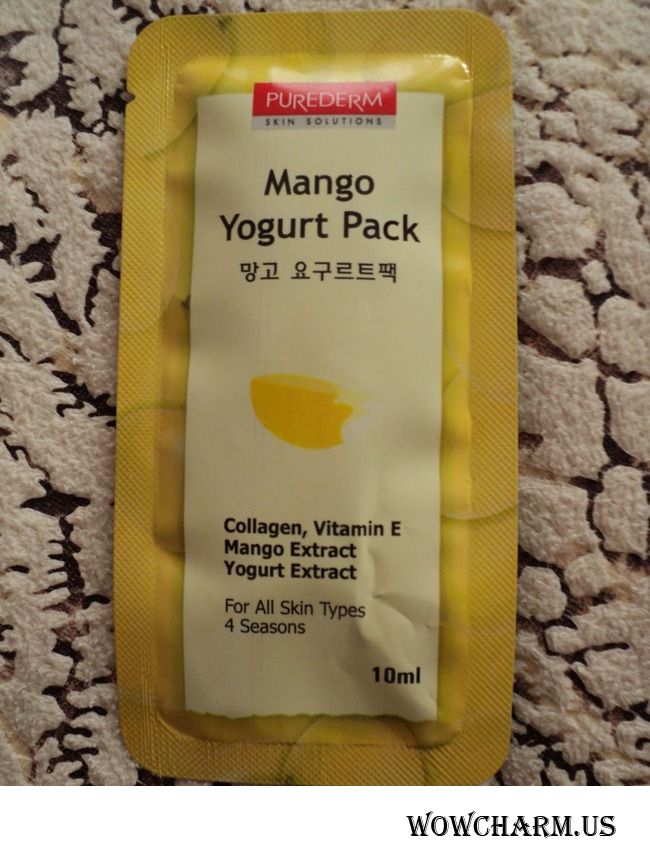 PUREDERM®
SKIN SOLUTIONS
Mango
Yogurt Pack
망고 요구르트팩
Collagen, Vitamin E
Mango Extract
Yogurt Extract
For All Skin Types
4 Seasons
10ml
WOWCHARM.US